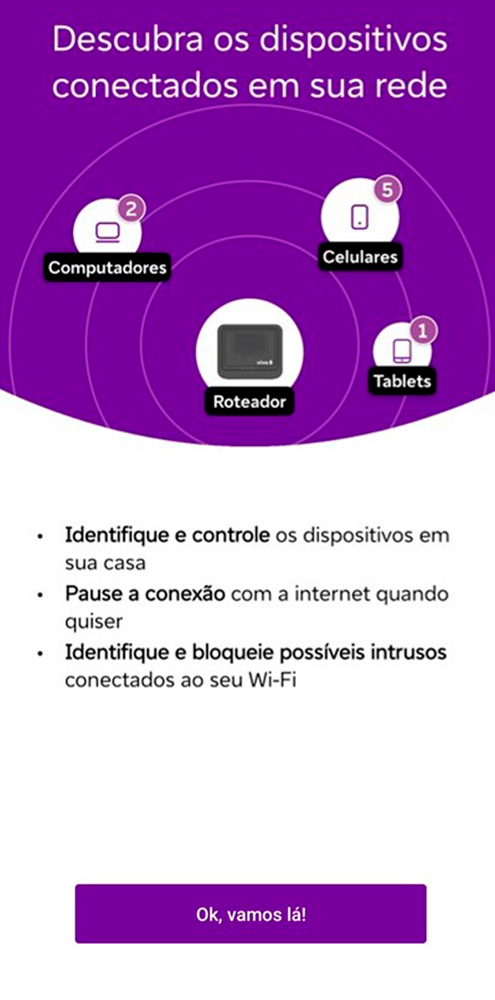 Descubra os dispositivos
conectados em sua rede
2
5
Computadores
Celulares
1
Tablets
vivo
Roteador
• Identifique e controle os dispositivos em
sua casa
• Pause a conexão com a internet quando
quiser
• Identifique e bloqueie possíveis intrusos
conectados ao seu Wi-Fi
Ok, vamos lá!